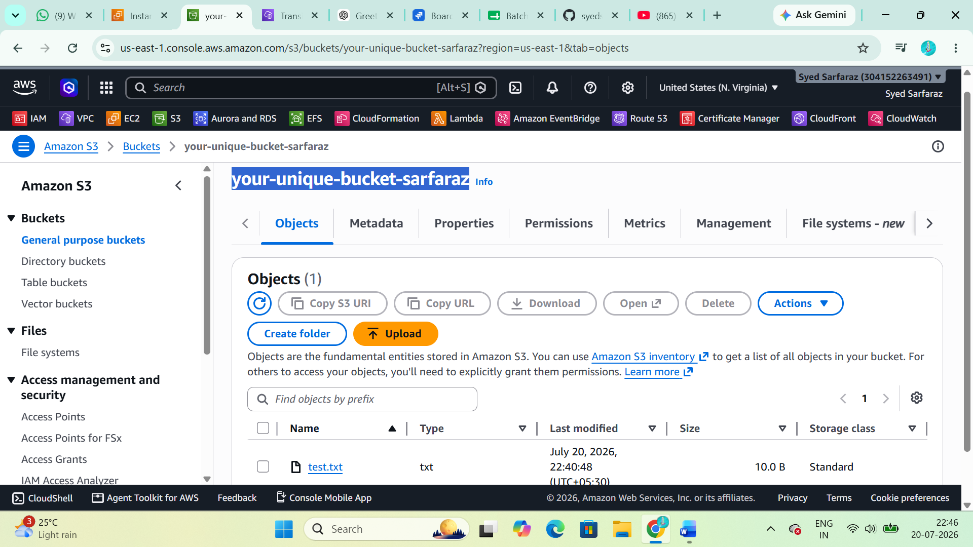 (9) W
Instan
your-
Trans
Greet
Board
Batch
syeds
(865)
Ask Gemini
us-east-1.console.aws.amazon.com/s3/buckets/your-unique-bucket-sarfaraz?region=us-east-1&tab=objects
aws
Search
[Alt+S]
United States (N. Virginia)
Syed Sarfaraz (304152263491)
Syed Sarfaraz
IAM
VPC
EC2
S3
Aurora and RDS
EFS
CloudFormation
Lambda
Amazon EventBridge
Route 53
Certificate Manager
CloudFront
CloudWatch
Amazon S3
Buckets
your-unique-bucket-sarfaraz
Amazon S3
Buckets
General purpose buckets
Directory buckets
Table buckets
Vector buckets
Files
File systems
Access management and
security
Access Points
Access Points for FSx
Access Grants
IAM Access Analyzer
your-unique-bucket-sarfaraz Info
Objects
Metadata
Properties
Permissions
Metrics
Management
File systems - new
Objects (1)
Copy S3 URI
Copy URL
Download
Open
Delete
Actions
Create folder
Upload
Objects are the fundamental entities stored in Amazon S3. You can use Amazon S3 inventory to get a list of all objects in your bucket. For
others to access your objects, you'll need to explicitly grant them permissions. Learn more
Find objects by prefix
1
Name
Type
Last modified
Size
Storage class
test.txt
txt
July 20, 2026,
22:40:48
(UTC+05:30)
10.0 B
Standard
CloudShell
Agent Toolkit for AWS
Feedback
Console Mobile App
© 2026, Amazon Web Services, Inc. or its affiliates.
Privacy
Terms
Cookie preferences
3
25°C
Light rain
Search
ENG
IN
22:46
20-07-2026